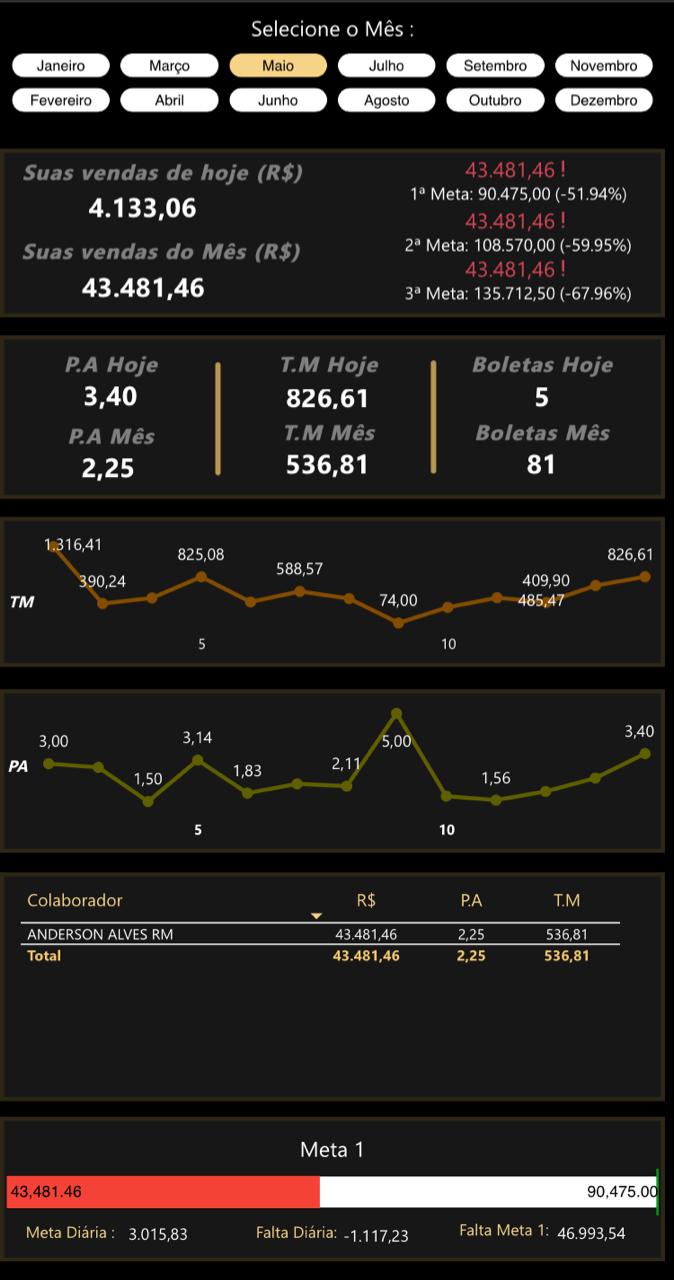 Selecione o Mês :
Janeiro Março Maio Julho Setembro Novembro
Fevereiro Abril Junho Agosto Outubro Dezembro
Suas vendas de hoje (R$)
4.133,06
Suas vendas do Mês (R$)
43.481,46
43.481,46 !
1ª Meta: 90.475,00 (-51.94%)
43.481,46 !
2ª Meta: 108.570,00 (-59.95%)
43.481,46 !
3ª Meta: 135.712,50 (-67.96%)
P.A Hoje T.M Hoje Boletas Hoje
3,40 826,61 5
P.A Mês T.M Mês Boletas Mês
2,25 536,81 81
TM
1.316,41 390,24 825,08 588,57 74,00 409,90 485,47 826,61
5 10
PA
3,00 1,50 3,14 1,83 2,11 5,00 1,56 3,40
5 10
Colaborador R$ P.A T.M
ANDERSON ALVES RM 43.481,46 2,25 536,81
Total 43.481,46 2,25 536,81
Meta 1
43,481.46 90,475.00
Meta Diária : 3.015,83 Falta Diária: -1.117,23 Falta Meta 1: 46.993,54